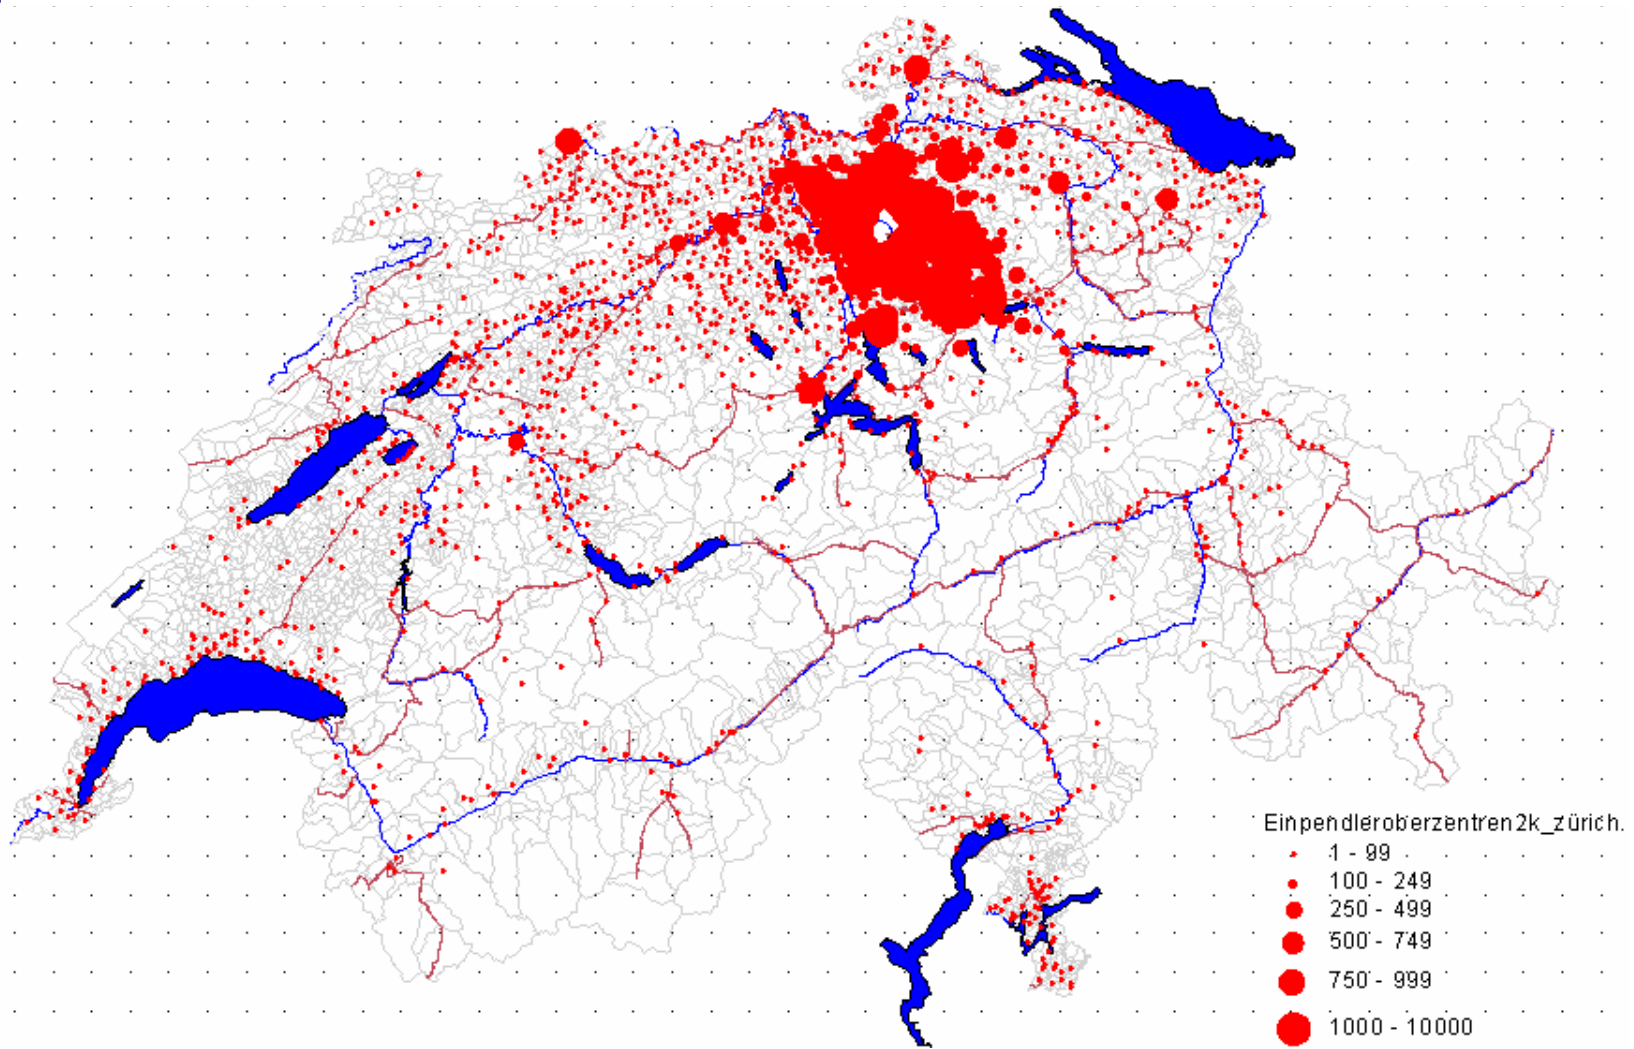 Einpendleroberzentren2k_zürich.
1 - 99
100 - 249
250 - 499
500 - 749
750 - 999
1000 - 10000